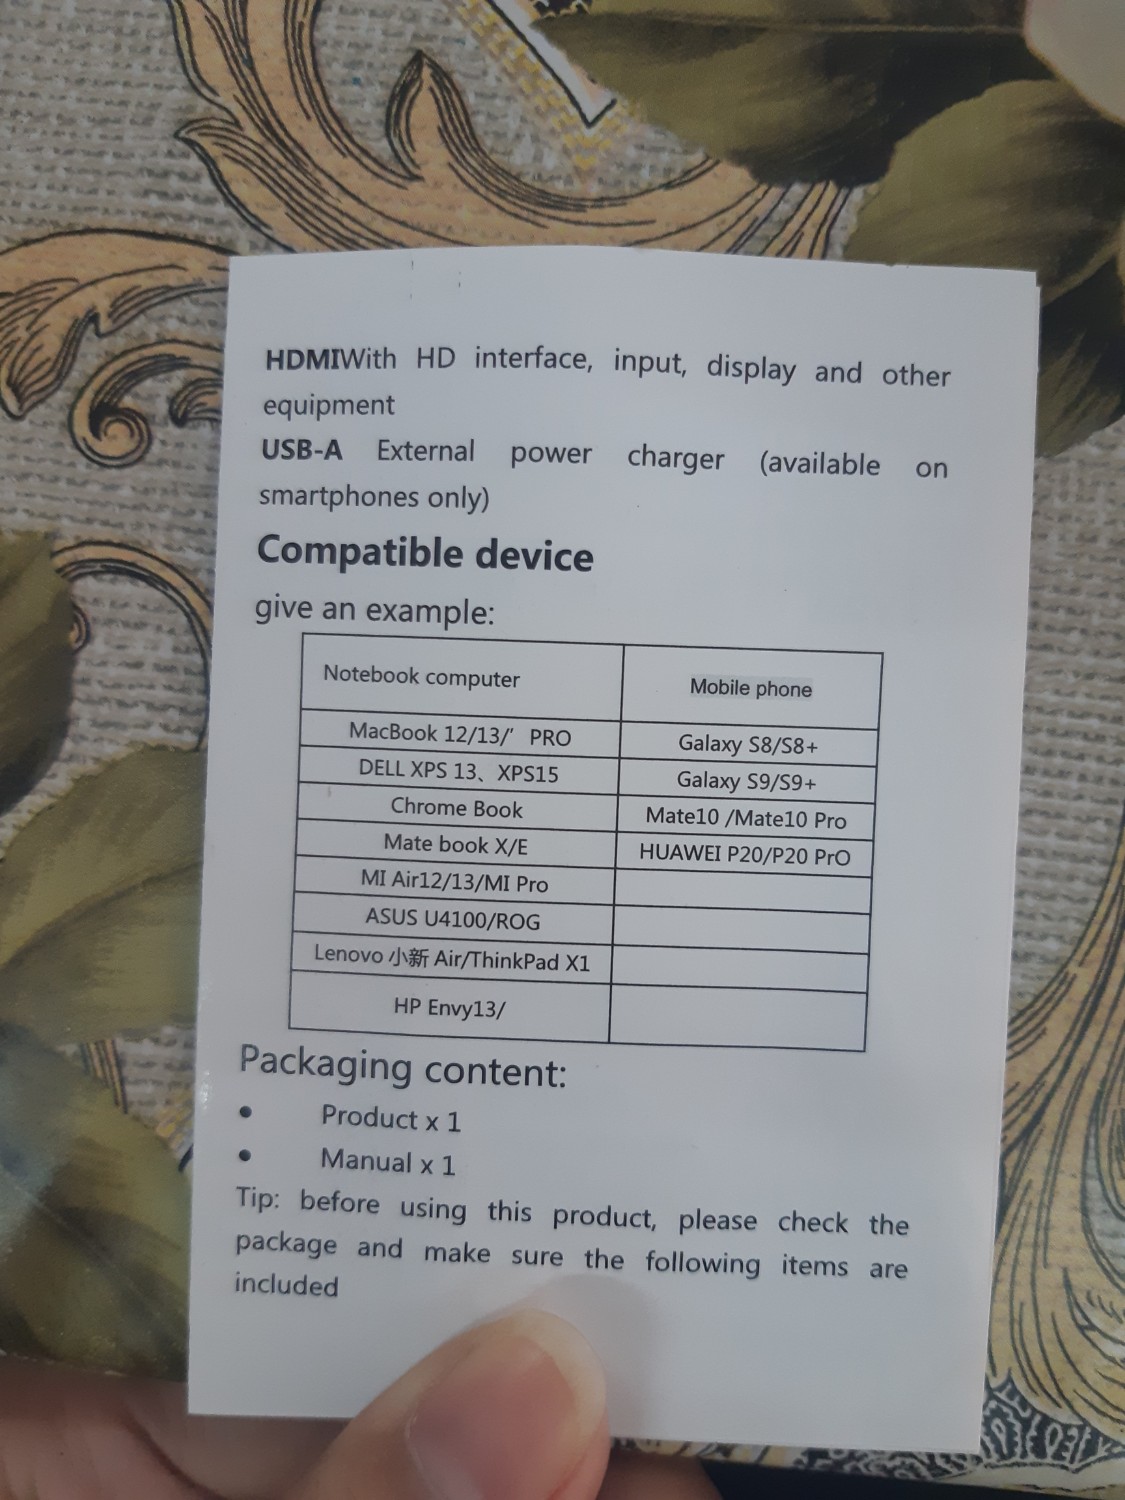 HDMIWith HD interface, input, display and other
equipment
USB-A External power charger (available on
smartphones only)
Compatible device
give an example:
Notebook computer Mobile phone
MacBook 12/13/′ PRO Galaxy S8/S8+
DELL XPS 13、XPS15 Galaxy S9/S9+
Chrome Book Mate10 /Mate10 Pro
Mate book X/E HUAWEI P20/P20 PrO
MI Air12/13/MI Pro
ASUS U4100/ROG
Lenovo 小新 Air/ThinkPad X1
HP Envy13/
Packaging content:
• Product x 1
• Manual x 1
Tip: before using this product, please check the
package and make sure the following items are
included